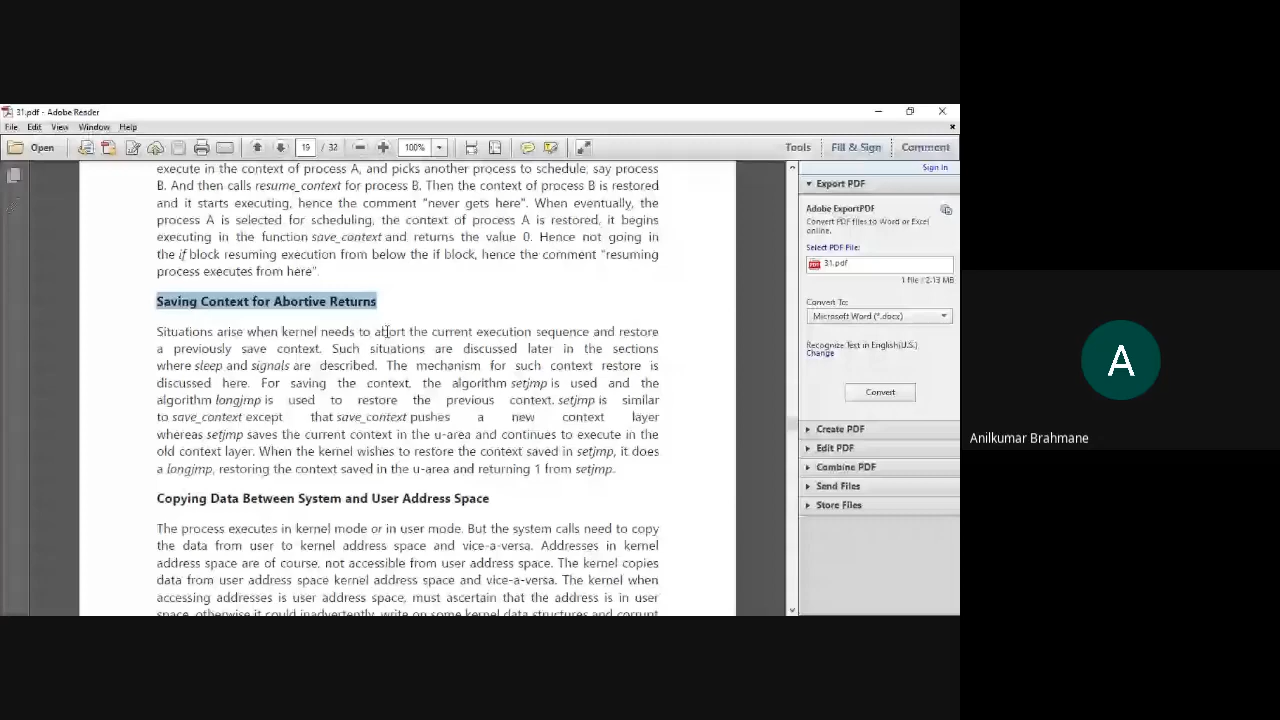 31.pdf - Adobe Reader
File Edit View Window Help
Open 19 / 32 100% Tools Fill & Sign Comment
execute in the context of process A, and picks another process to schedule, say process
B. And then calls resume_context for process B. Then the context of process B is restored
and it starts executing, hence the comment "never gets here". When eventually, the
process A is selected for scheduling, the context of process A is restored, it begins
executing in the function save_context and returns the value 0. Hence not going in
the if block resuming execution from below the if block, hence the comment "resuming
process executes from here".
Saving Context for Abortive Returns
Situations arise when kernel needs to abort the current execution sequence and restore
a previously save context. Such situations are discussed later in the sections
where sleep and signals are described. The mechanism for such context restore is
discussed here. For saving the context, the algorithm setjmp is used and the
algorithm longjmp is used to restore the previous context. setjmp is similar
to save_context except that save_context pushes a new context layer
whereas setjmp saves the current context in the u-area and continues to execute in the
old context layer. When the kernel wishes to restore the context saved in setjmp, it does
a longjmp, restoring the context saved in the u-area and returning 1 from setjmp.
Copying Data Between System and User Address Space
The process executes in kernel mode or in user mode. But the system calls need to copy
the data from user to kernel address space and vice-a-versa. Addresses in kernel
address space are of course, not accessible from user address space. The kernel copies
data from user address space kernel address space and vice-a-versa. The kernel when
accessing addresses is user address space, must ascertain that the address is in user
space, otherwise it could inadvertently, write on some kernel data structures and corrupt
Sign In
Export PDF
Adobe ExportPDF
Convert PDF files to Word or Excel
online.
Select PDF File:
31.pdf
1 file / 2.13 MB
Convert To:
Microsoft Word (*.docx)
Recognize Text in English(U.S.)
Change
Convert
Create PDF
Edit PDF
Combine PDF
Send Files
Store Files
A
Anilkumar Brahmane